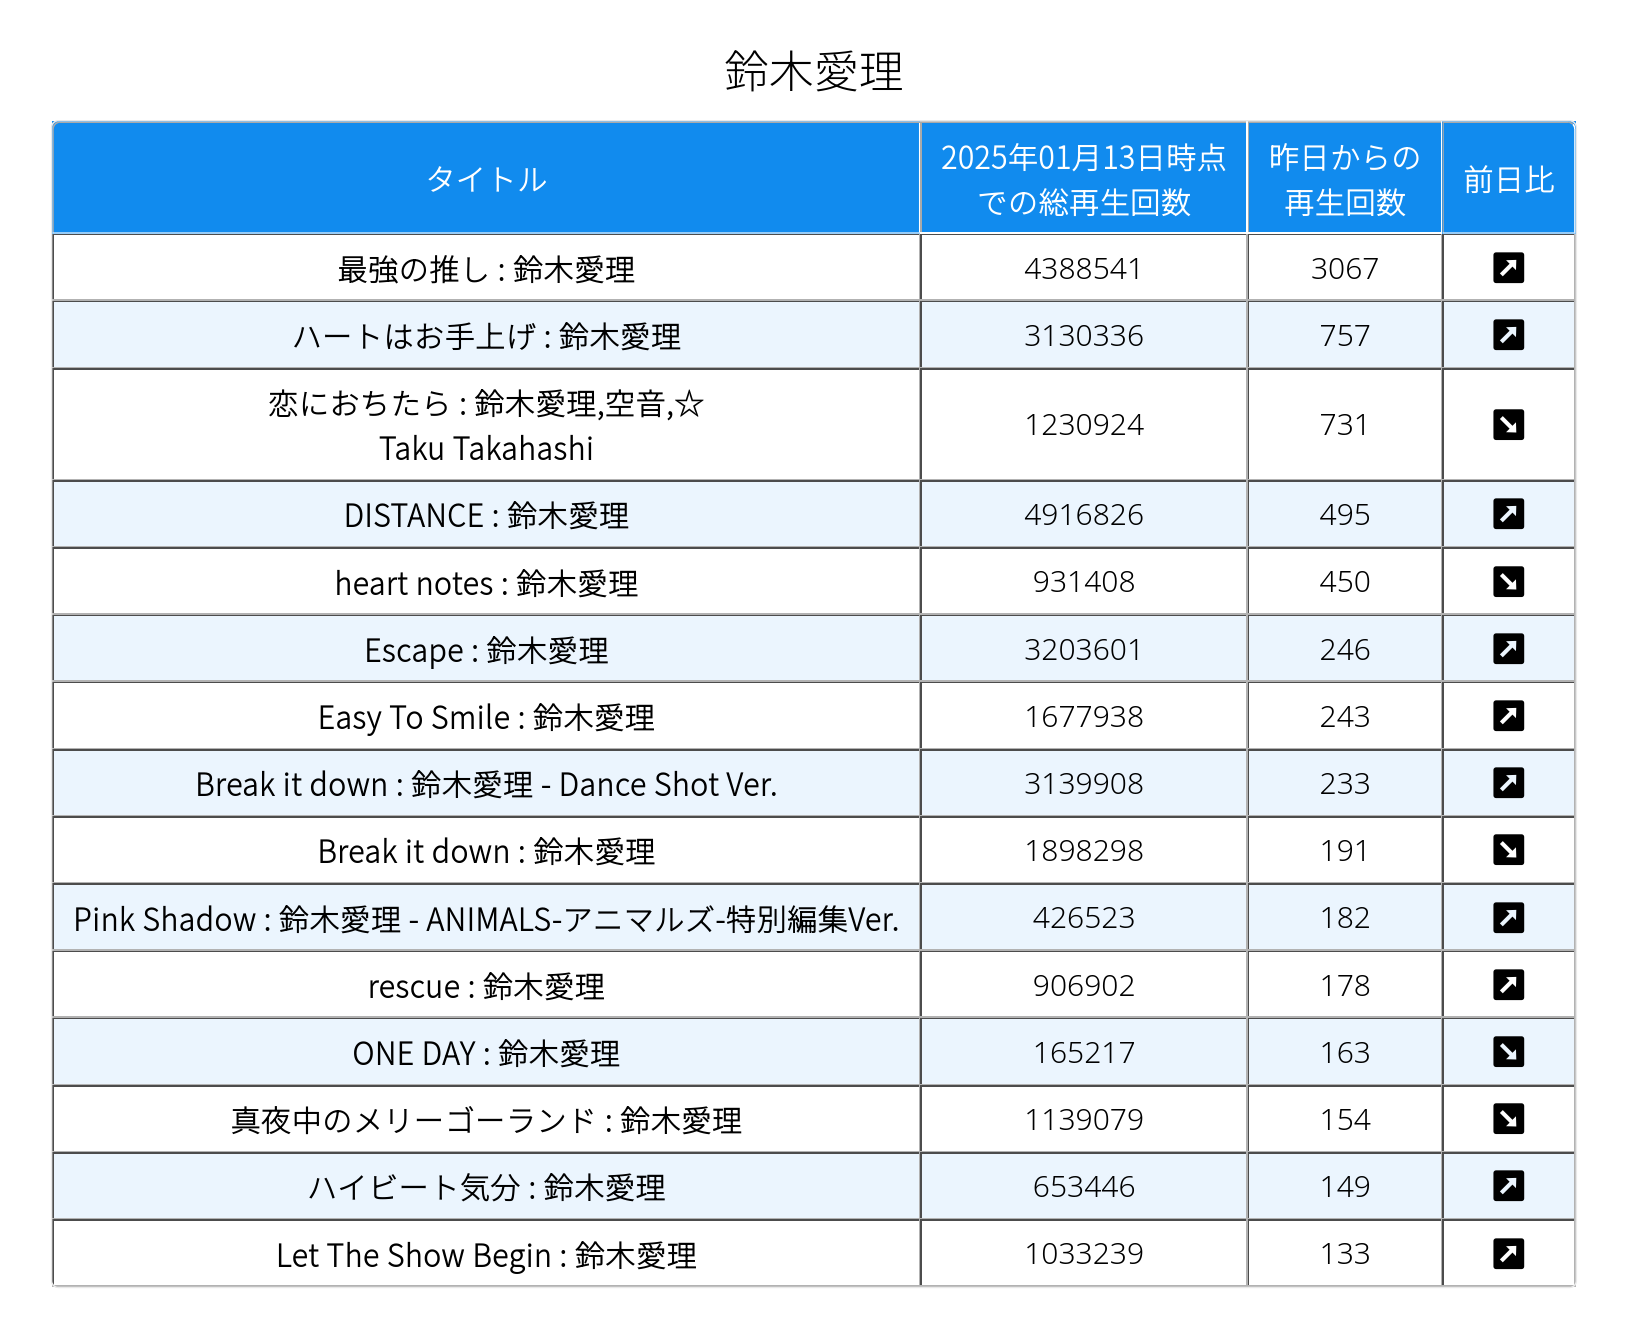 鈴木愛理
タイトル
2025年01月13日時点
での総再生回数
昨日からの
再生回数
前日比
最強の推し : 鈴木愛理 4388541 3067
ハートはお手上げ : 鈴木愛理 3130336 757
恋におちたら : 鈴木愛理,空音,☆
Taku Takahashi 1230924 731
DISTANCE : 鈴木愛理 4916826 495
heart notes : 鈴木愛理 931408 450
Escape : 鈴木愛理 3203601 246
Easy To Smile : 鈴木愛理 1677938 243
Break it down : 鈴木愛理 - Dance Shot Ver. 3139908 233
Break it down : 鈴木愛理 1898298 191
Pink Shadow : 鈴木愛理 - ANIMALS-アニマルズ-特別編集Ver. 426523 182
rescue : 鈴木愛理 906902 178
ONE DAY : 鈴木愛理 165217 163
真夜中のメリーゴーランド : 鈴木愛理 1139079 154
ハイビート気分 : 鈴木愛理 653446 149
Let The Show Begin : 鈴木愛理 1033239 133